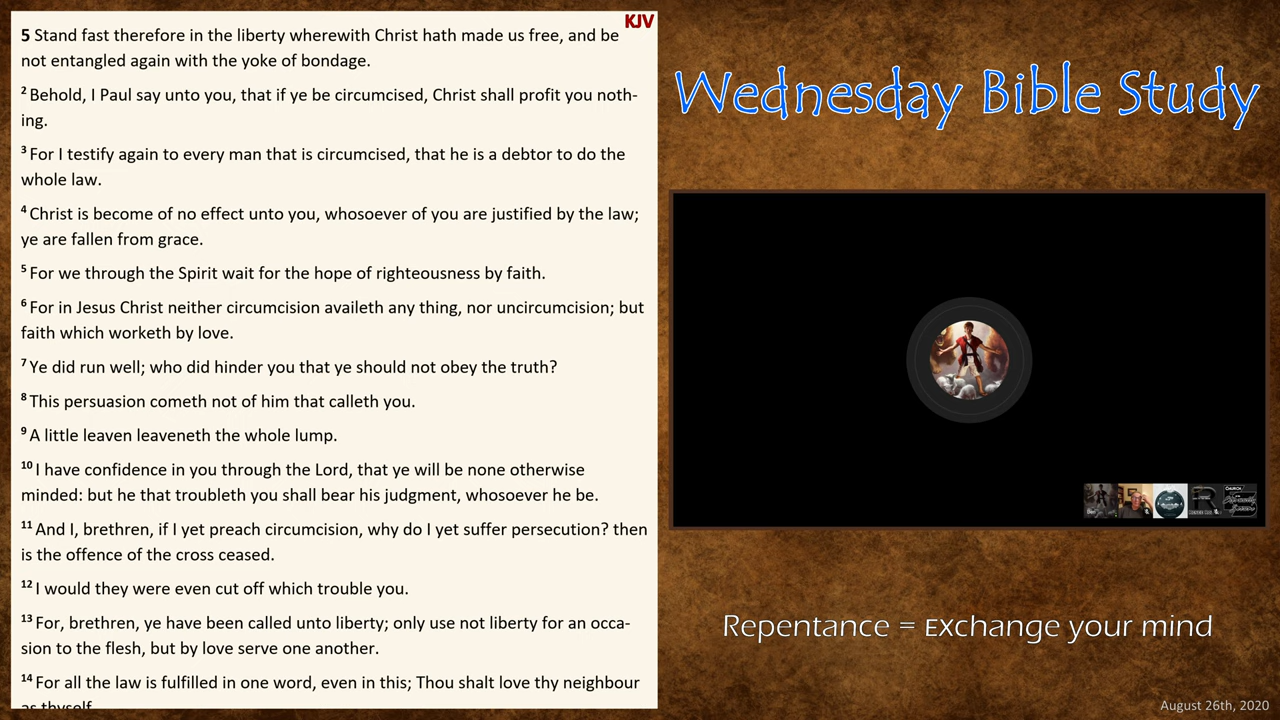 KJV
5 Stand fast therefore in the liberty wherewith Christ hath made us free, and be
not entangled again with the yoke of bondage.
2 Behold, I Paul say unto you, that if ye be circumcised, Christ shall profit you noth-
ing.
3 For I testify again to every man that is circumcised, that he is a debtor to do the
whole law.
4 Christ is become of no effect unto you, whosoever of you are justified by the law;
ye are fallen from grace.
5 For we through the Spirit wait for the hope of righteousness by faith.
6 For in Jesus Christ neither circumcision availeth any thing, nor uncircumcision; but
faith which worketh by love.
7 Ye did run well; who did hinder you that ye should not obey the truth?
8 This persuasion cometh not of him that calleth you.
9 A little leaven leaveneth the whole lump.
10 I have confidence in you through the Lord, that ye will be none otherwise
minded: but he that troubleth you shall bear his judgment, whosoever he be.
11 And I, brethren, if I yet preach circumcision, why do I yet suffer persecution? then
is the offence of the cross ceased.
12 I would they were even cut off which trouble you.
13 For, brethren, ye have been called unto liberty; only use not liberty for an occa-
sion to the flesh, but by love serve one another.
14 For all the law is fulfilled in one word, even in this; Thou shalt love thy neighbour
as thyself
Wednesday Bible Study
Repentance = Exchange your mind
August 26th, 2020